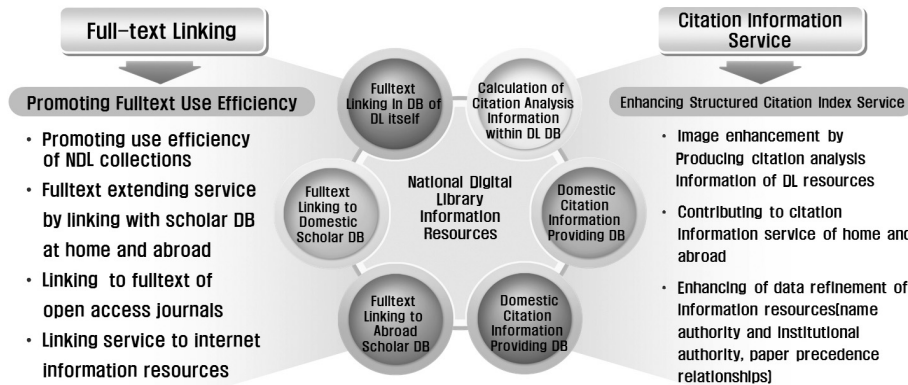 Full-text Linking
Promoting Fulltext Use Efficiency
• Promoting use efficiency
of NDL collections
• Fulltext extending service
by linking with scholar DB
at home and abroad
• Linking to fulltext of
open access journals
• Linking service to internet
information resources
Fulltext
Linking In DB of
DL itself
Calculation of
Citation Analysis
Information
within DL DB
Fulltext
Linking to
Domestic
Scholar DB
National Digital
Library
Information
Resources
Domestic
Citation
Information
Providing DB
Fulltext
Linking to
Abroad
Scholar DB
Domestic
Citation
Information
Providing DB
Citation Information
Service
Enhancing Structured Citation Index Service
• Image enhancement by
Producing citation analysis
Information of DL resources
• Contributing to citation
Information service of home and
abroad
• Enhancing of data refinement of
Information resources(name
authority and Institutional
authority, paper precedence
relationships)